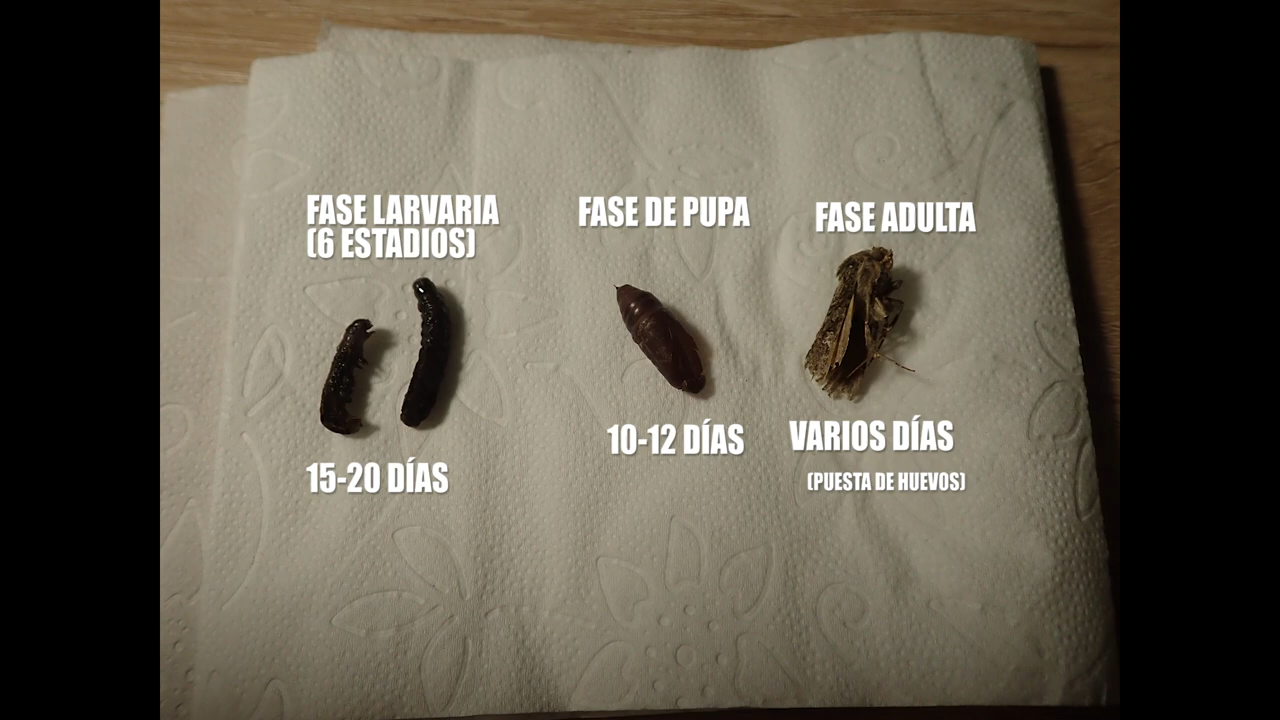 FASE LARVARIA
(6 ESTADIOS)
15-20 DÍAS
FASE DE PUPA
10-12 DÍAS
FASE ADULTA
VARIOS DÍAS
(PUESTA DE HUEVOS)